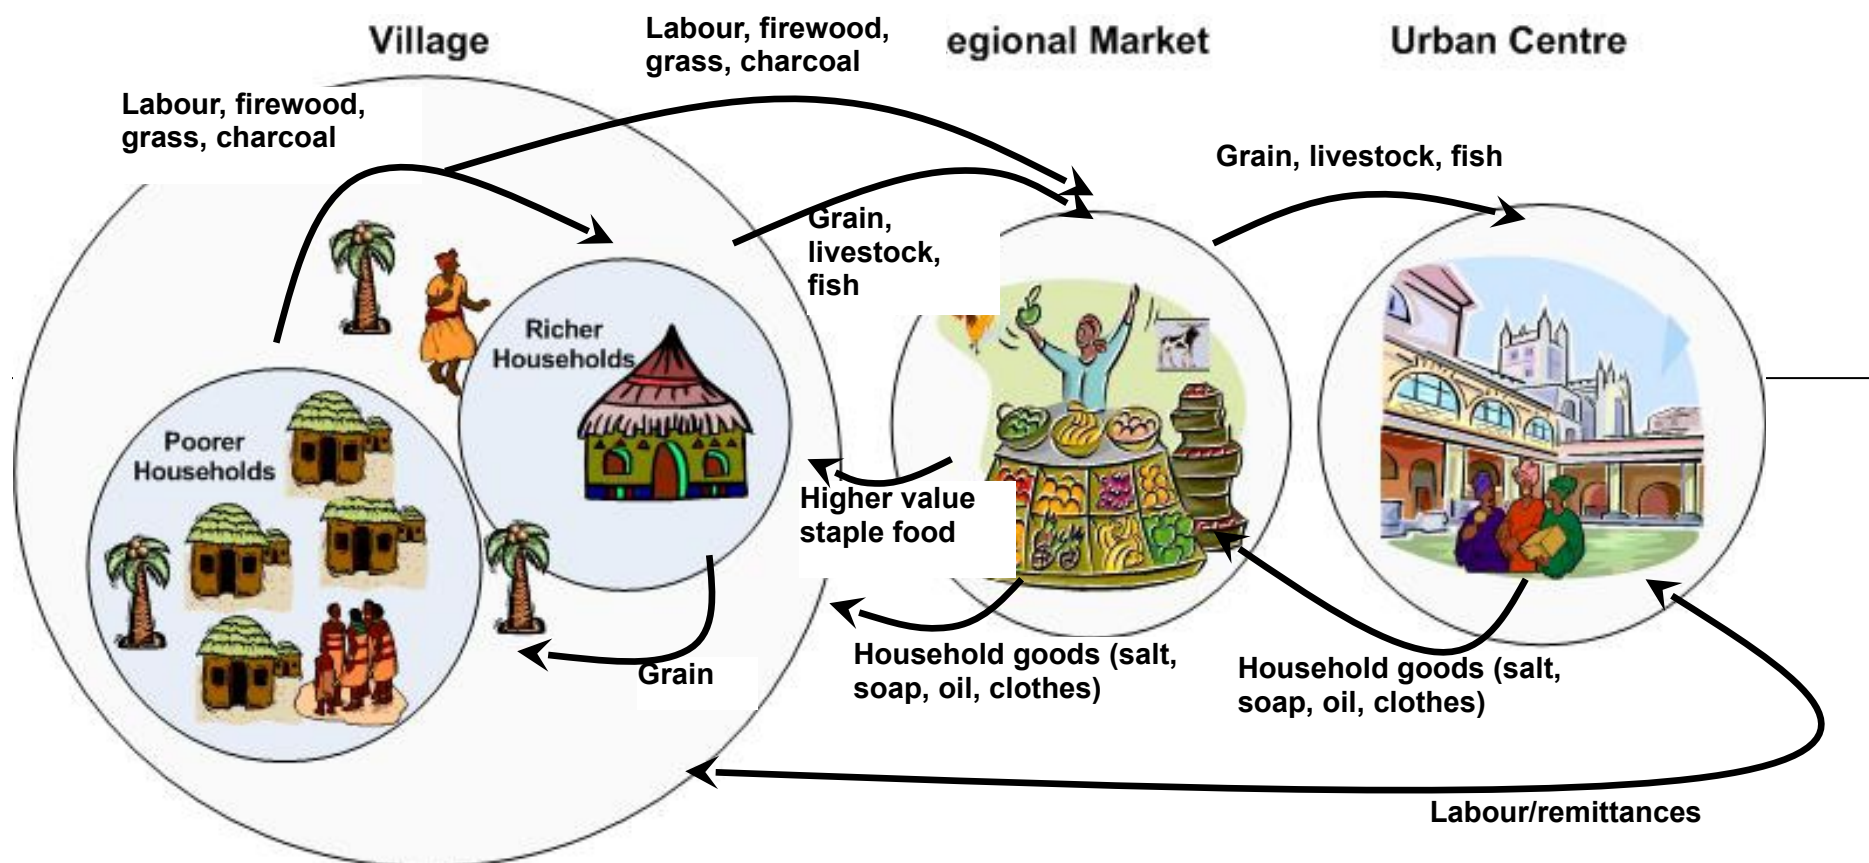 Village
Labour, firewood,
grass, charcoal
egional Market
Urban Centre
Labour, firewood,
grass, charcoal
Grain, livestock, fish
Grain,
livestock,
fish
Richer
Households
Poorer
Households
Higher value
staple food
Grain
Household goods (salt,
soap, oil, clothes)
Household goods (salt,
soap, oil, clothes)
Labour/remittances